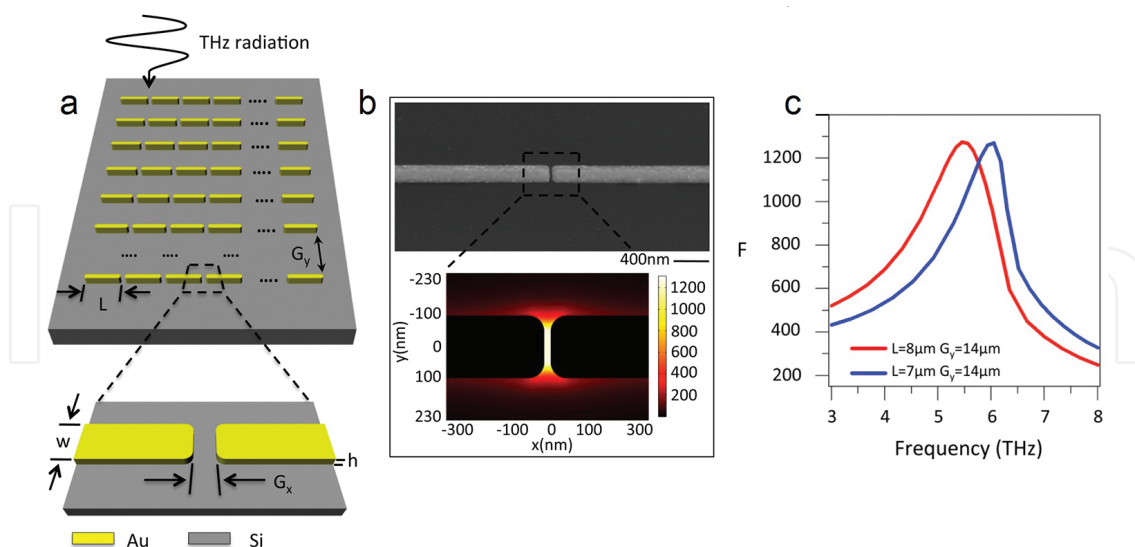 THz radiation
a
....
....
....
....
....
....
.... .... ....
G_y
L
w
h
G_x
Au
Si
b
400nm
-230
-100
0
100
230
y(nm)
-300
-100
0
100
300
x(nm)
1200
1000
800
600
400
200
c
1200
1000
800
600
400
200
F
L=8μm G_y=14μm
L=7μm G_y=14μm
3 4 5 6 7 8
Frequency (THz)